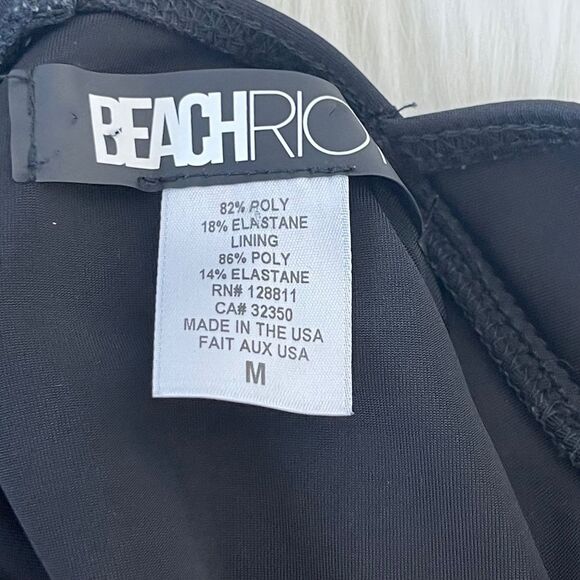 BEACHRIO
82% POLY
18% ELASTANE
LINING
86% POLY
14% ELASTANE
RN# 128811
CA# 32350
MADE IN THE USA
FAIT AUX USA
M